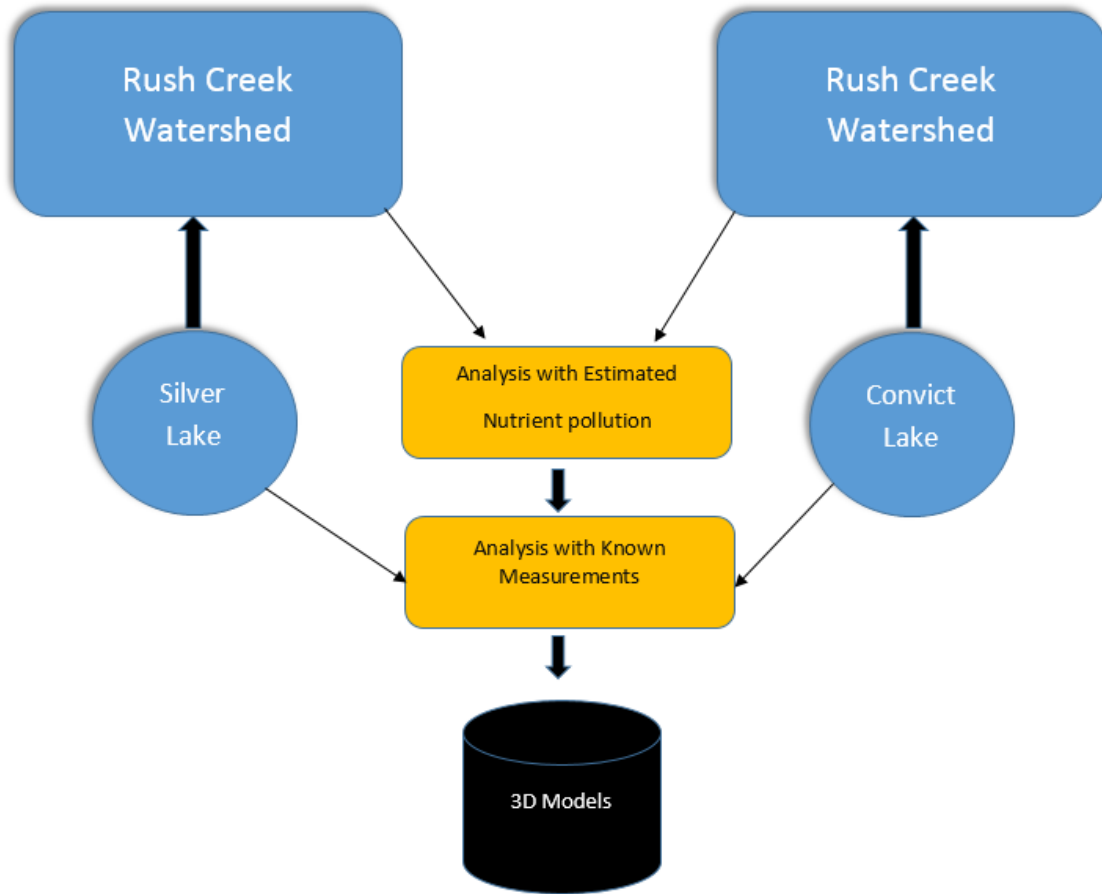 Rush Creek
Watershed
Rush Creek
Watershed
Silver
Lake
Analysis with Estimated
Nutrient pollution
Convict
Lake
Analysis with Known
Measurements
3D Models